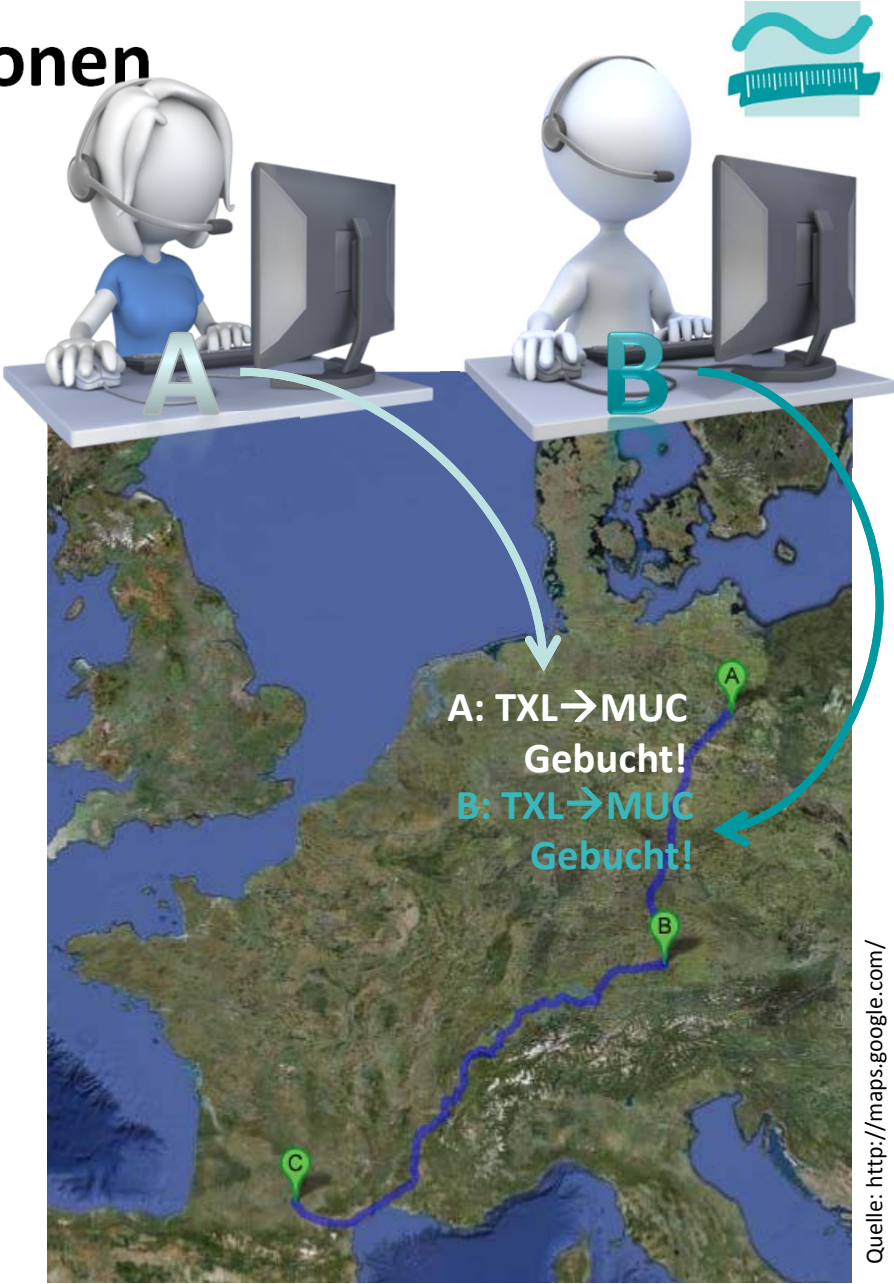 onen
A
B
A: TXL→MUC
Gebucht!
B: TXL→MUC
Gebucht!
A
B
C
Quelle: http://maps.google.com/